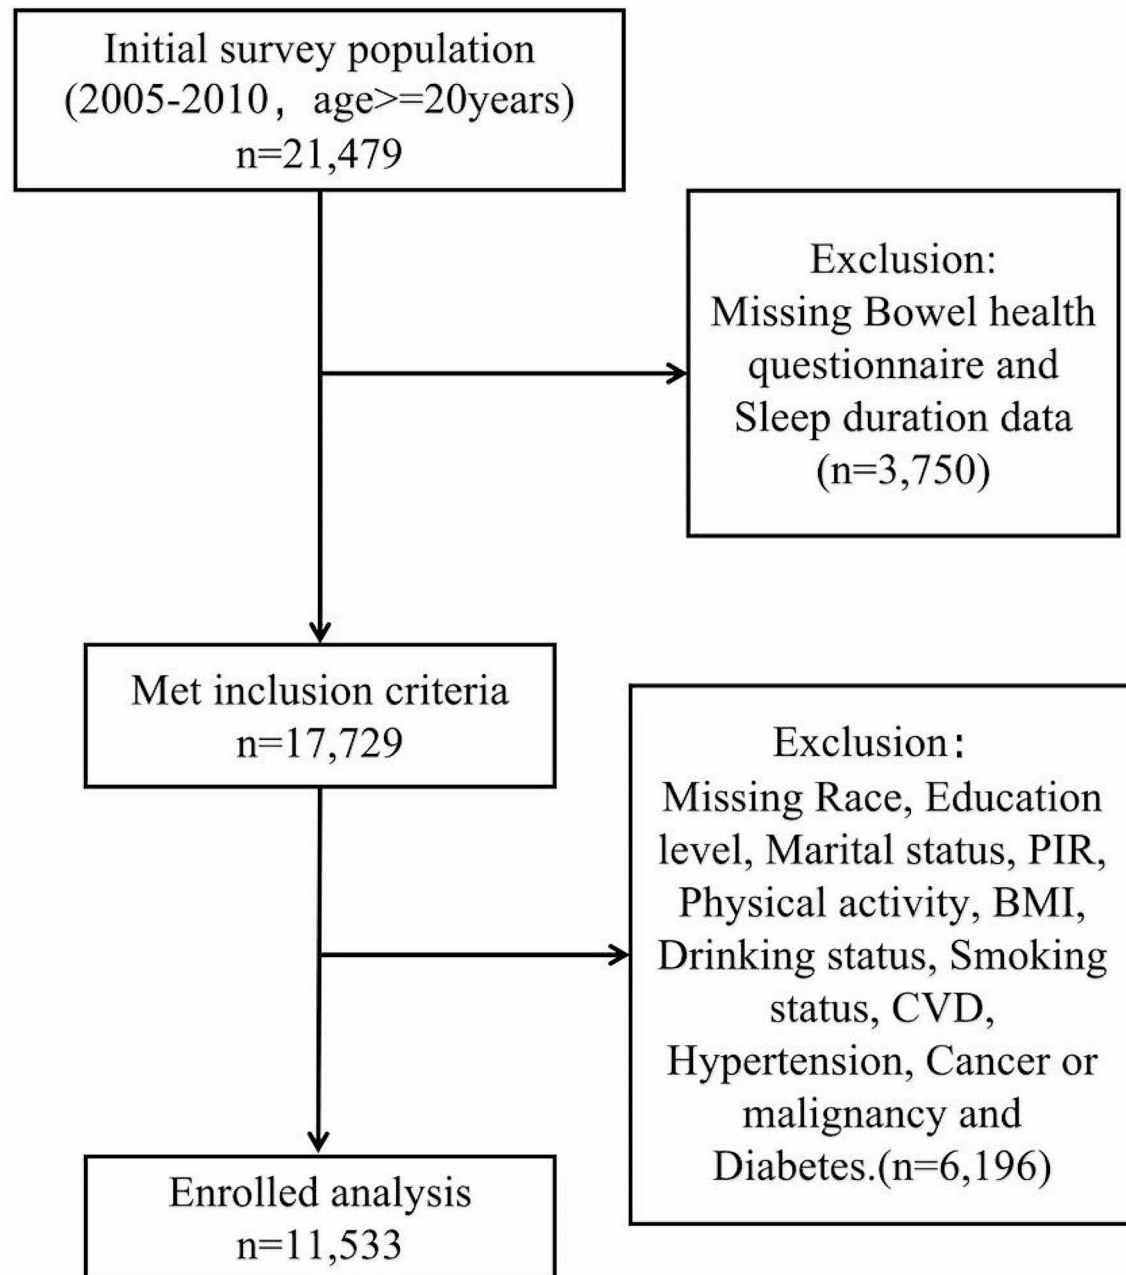 Initial survey population
(2005-2010，age>=20years)
n=21,479
Exclusion:
Missing Bowel health
questionnaire and
Sleep duration data
(n=3,750)
Met inclusion criteria
n=17,729
Exclusion：
Missing Race, Education
level, Marital status, PIR,
Physical activity, BMI,
Drinking status, Smoking
status, CVD,
Hypertension, Cancer or
malignancy and
Diabetes.(n=6,196)
Enrolled analysis
n=11,533